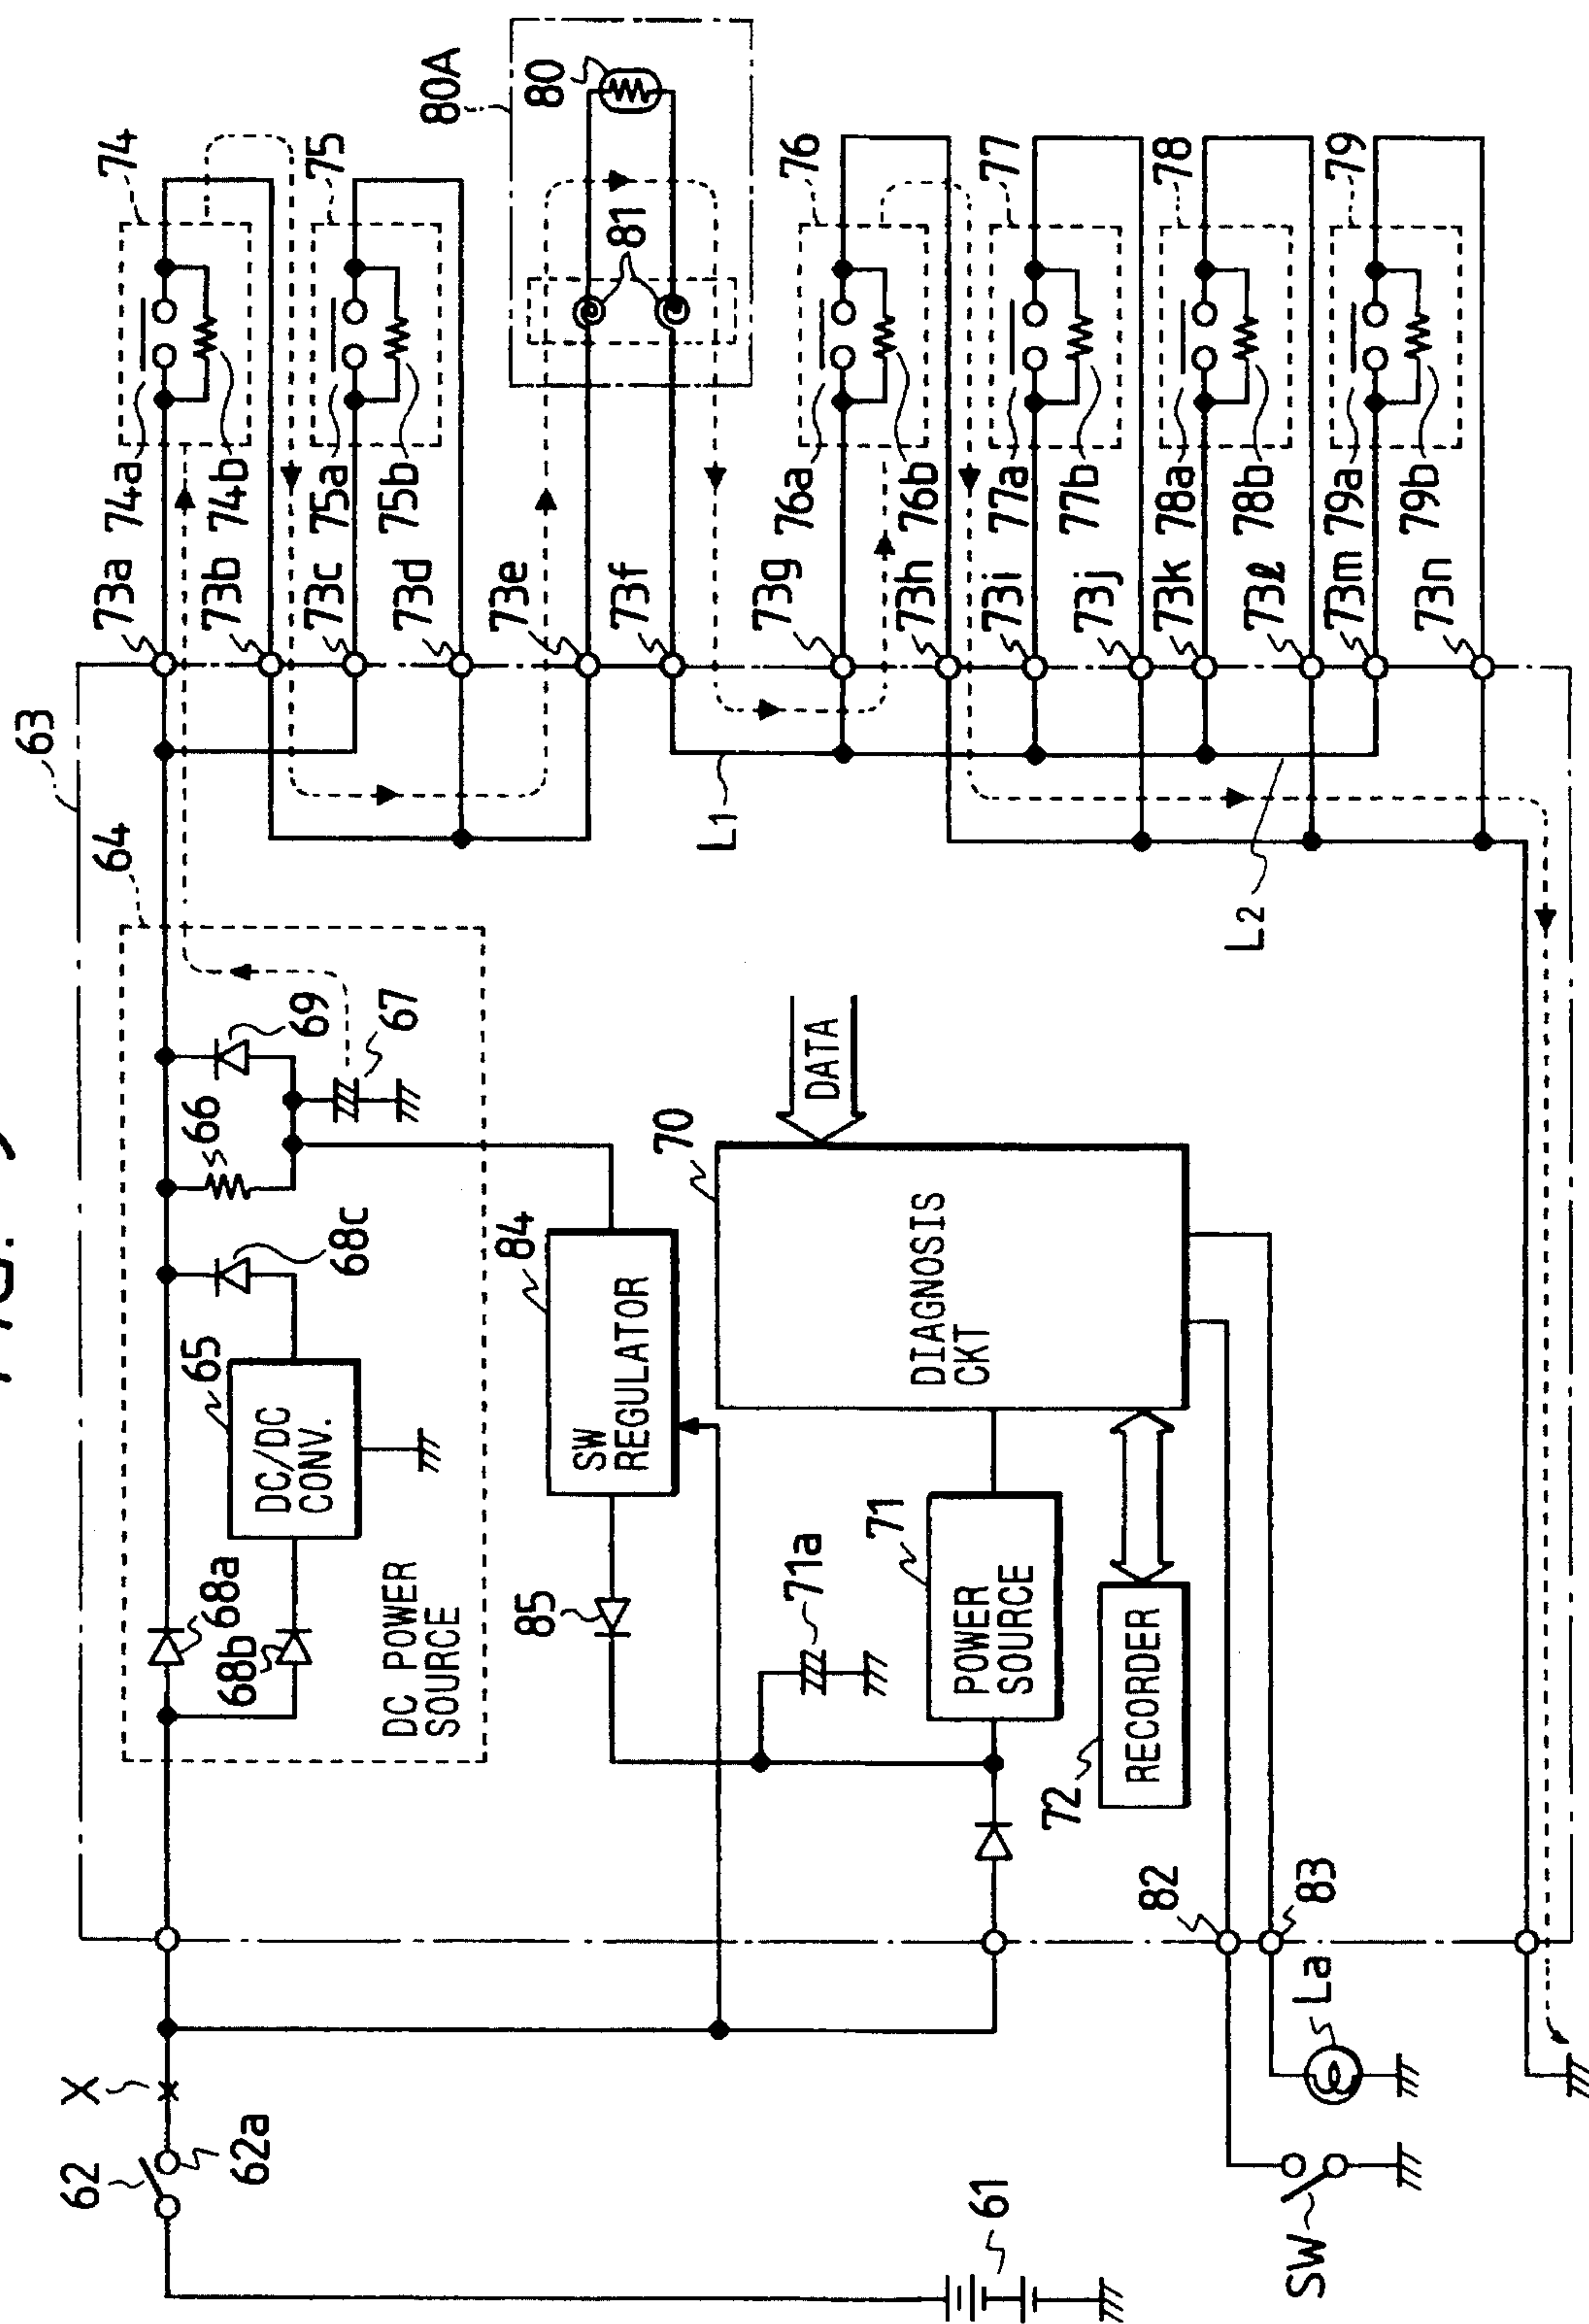 63
64
74
74a
73a
73b
74b
75
73c
75a
75b
73d
73e
80A
80
81
73f
76
73g
76a
76b
73h
77
73i
77a
77b
73j
78
73k
78a
78b
73ℓ
79
73m
79a
79b
73n
L1
L2
62
62a
X
61
68a
68b
65
DC/DC
CONV.
68c
66
69
67
DC POWER
SOURCE
84
SW
REGULATOR
85
71a
71
POWER
SOURCE
70
DIAGNOSIS
CKT
DATA
72
RECORDER
82
83
La
SW